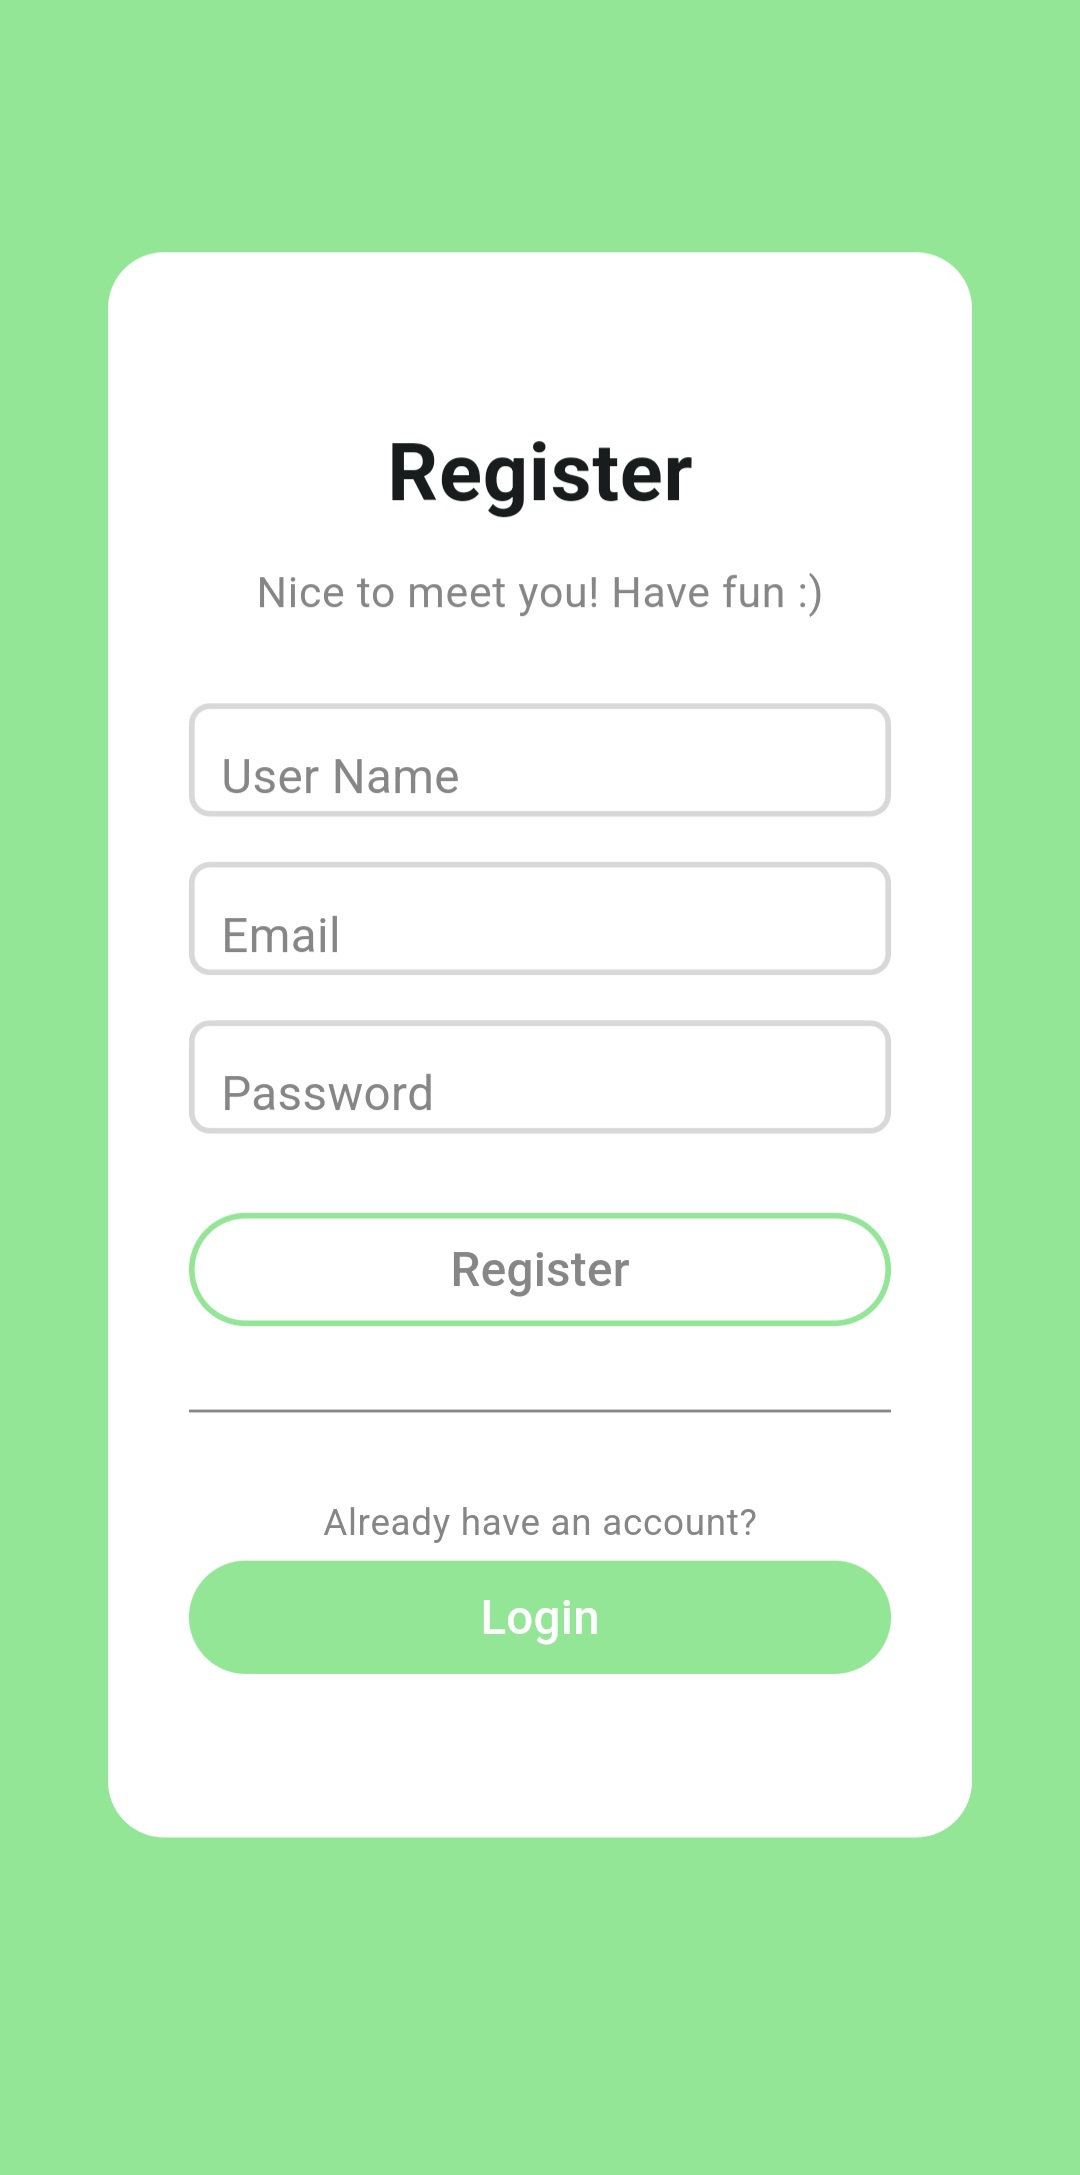 Register
Nice to meet you! Have fun :)
User Name
Email
Password
Register
Already have an account?
Login